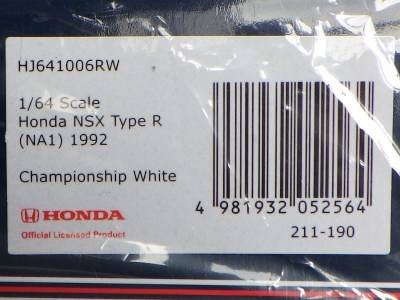 HJ641006RW
1/64 Scale
Honda NSX Type R
(NA1) 1992
Championship White
HONDA
Official Licensed Product
4 981932 052564
211-190